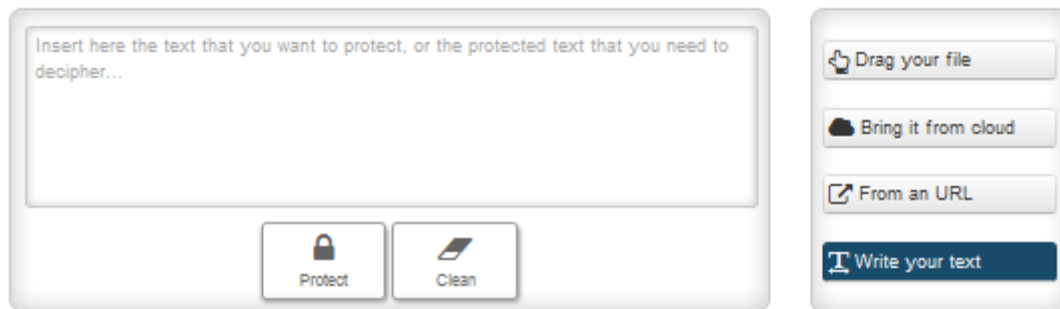 Insert here the text that you want to protect, or the protected text that you need to
decipher...
Protect
Clean
Drag your file
Bring it from cloud
From an URL
Write your text